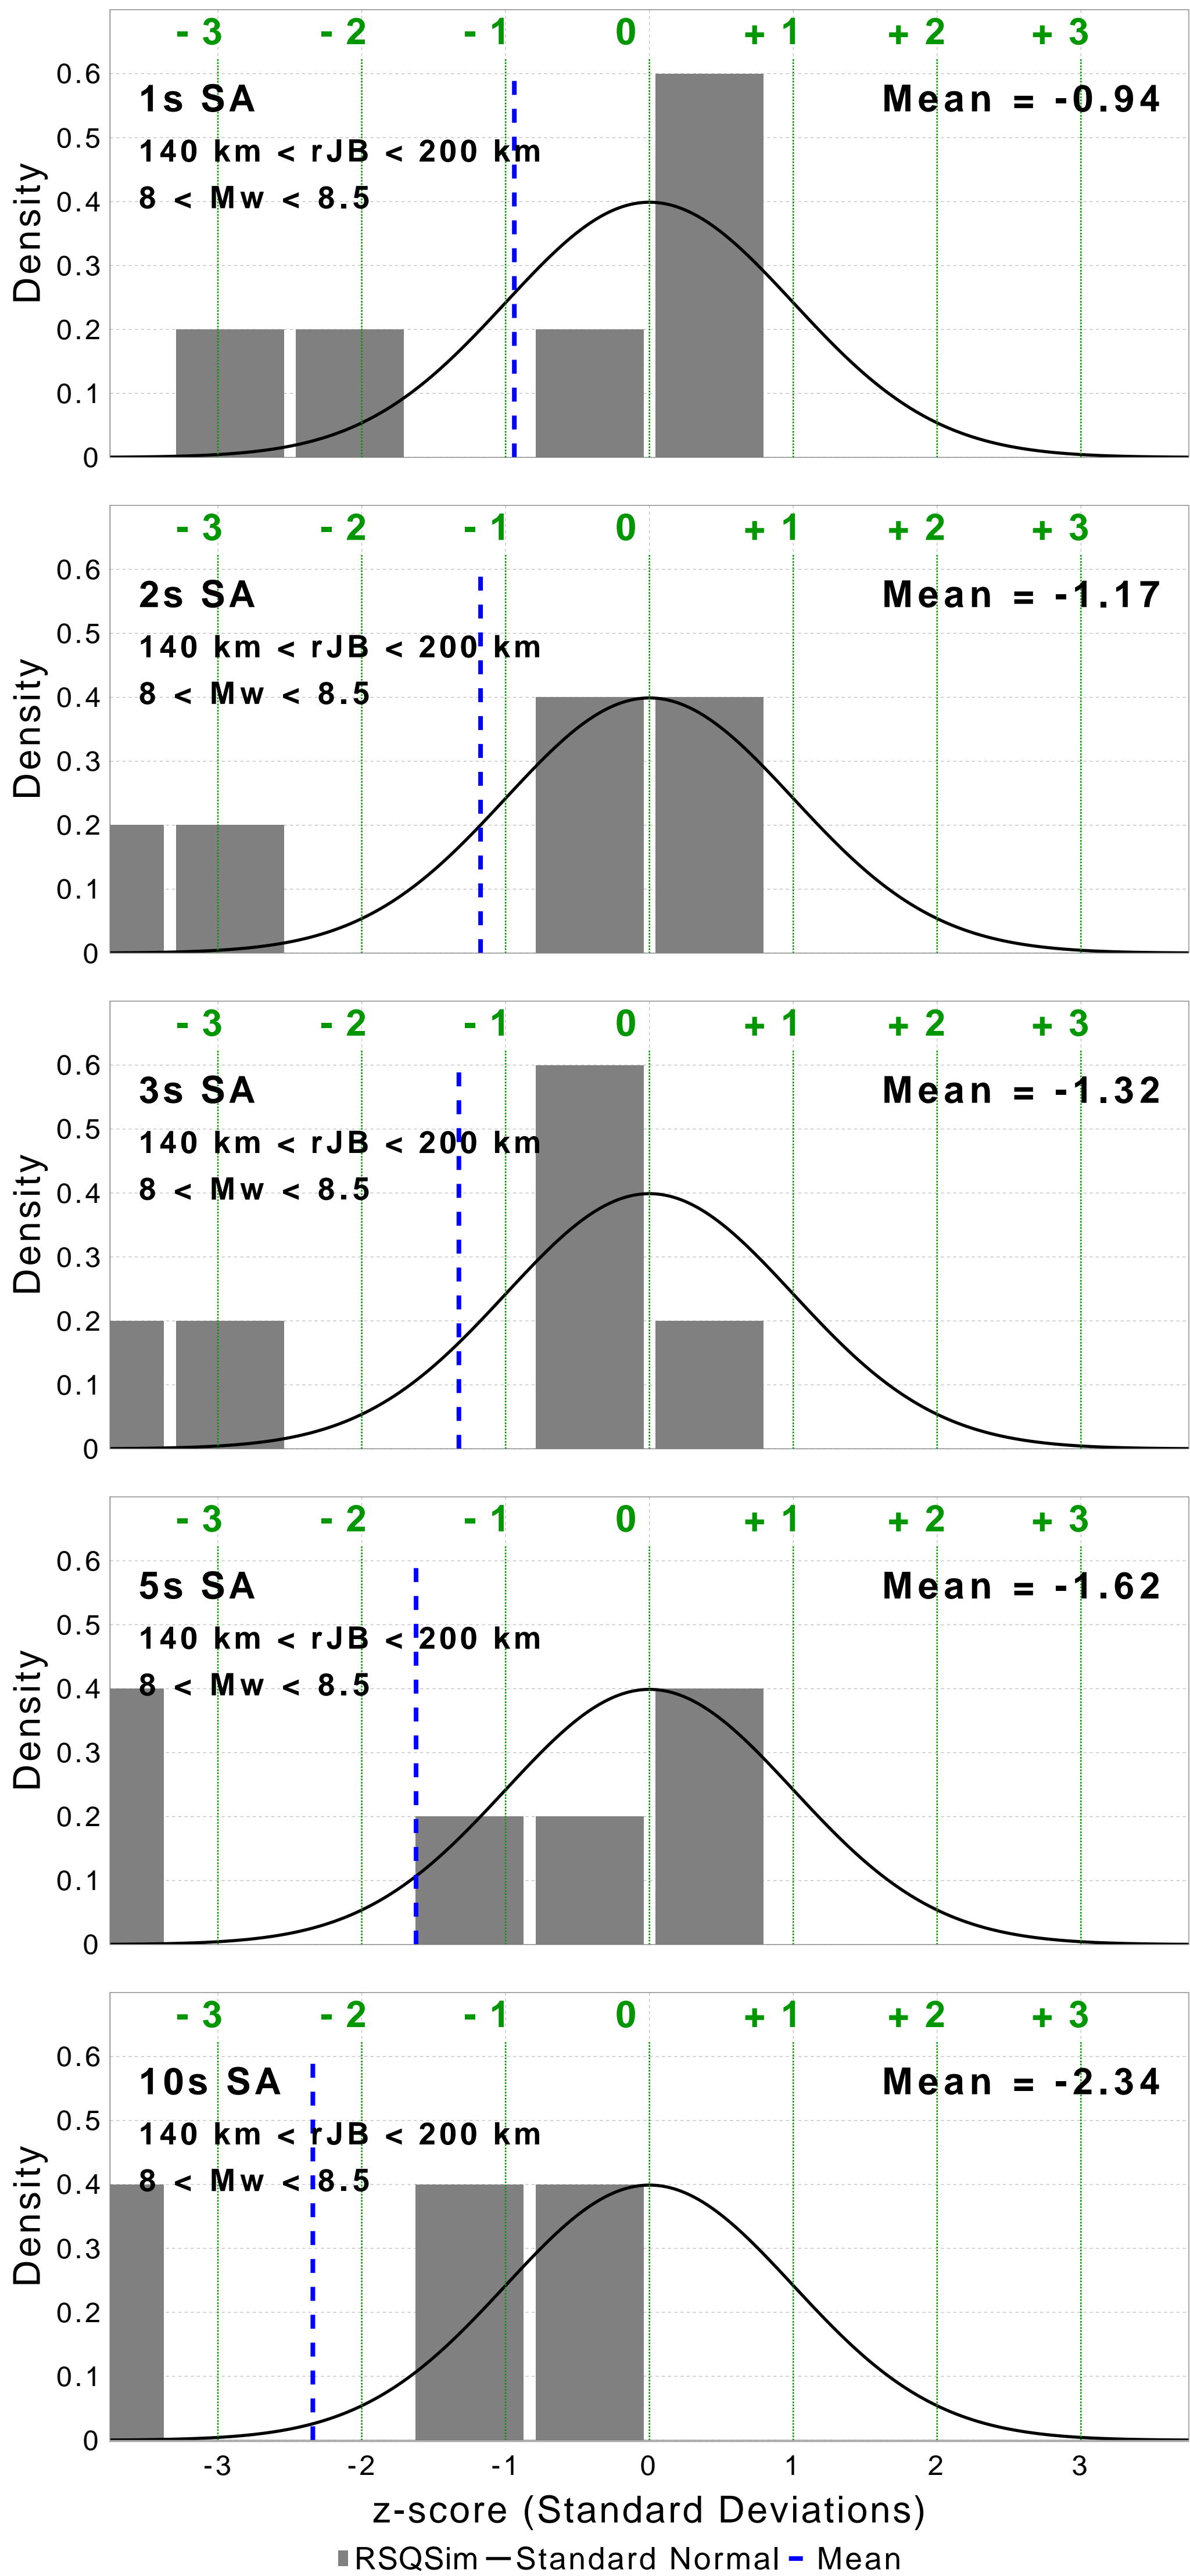 - 3 - 2 - 1 0 + 1 + 2 + 3
0.6
1s SA Mean = -0.94
0.5
140 km < rJB < 200 km
0.4
8 < Mw < 8.5
Density
0.3
0.2
0.1
0
- 3 - 2 - 1 0 + 1 + 2 + 3
0.6
2s SA Mean = -1.17
0.5
140 km < rJB < 200 km
0.4
8 < Mw < 8.5
Density
0.3
0.2
0.1
0
- 3 - 2 - 1 0 + 1 + 2 + 3
0.6
3s SA Mean = -1.32
0.5
140 km < rJB < 200 km
0.4
8 < Mw < 8.5
Density
0.3
0.2
0.1
0
- 3 - 2 - 1 0 + 1 + 2 + 3
0.6
5s SA Mean = -1.62
0.5
140 km < rJB < 200 km
0.4
8 < Mw < 8.5
Density
0.3
0.2
0.1
0
- 3 - 2 - 1 0 + 1 + 2 + 3
0.6
10s SA Mean = -2.34
0.5
140 km < rJB < 200 km
0.4
8 < Mw < 8.5
Density
0.3
0.2
0.1
0
-3 -2 -1 0 1 2 3
z-score (Standard Deviations)
RSQSim Standard Normal Mean